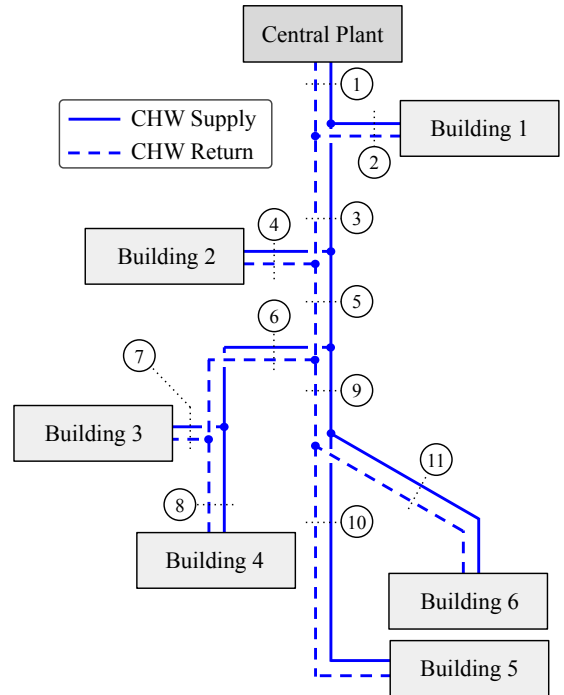 Central Plant
1
CHW Supply
CHW Return
Building 1
2
3
4
Building 2
5
6
7
9
Building 3
11
8
10
Building 4
Building 6
Building 5